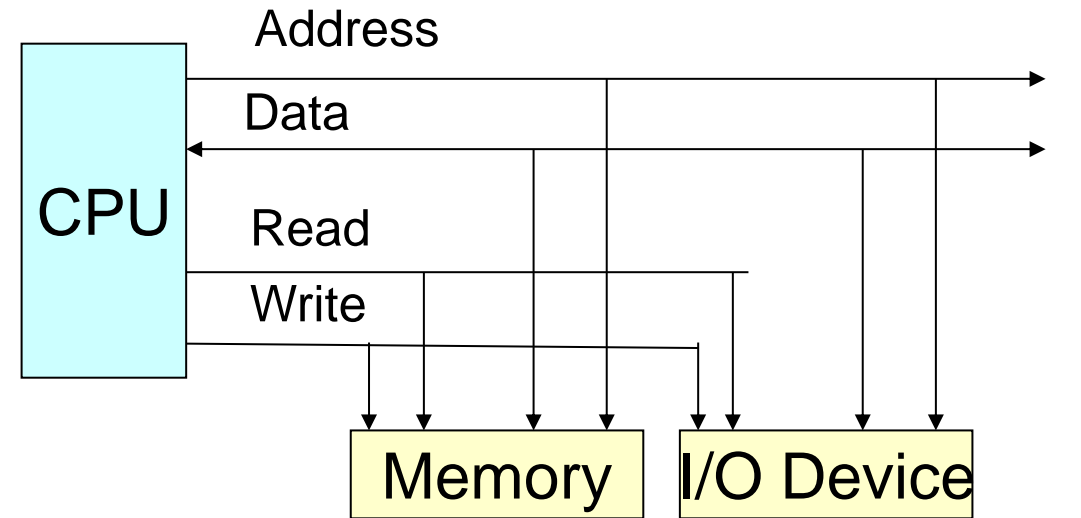 Address
Data
CPU
Read
Write
Memory
I/O Device